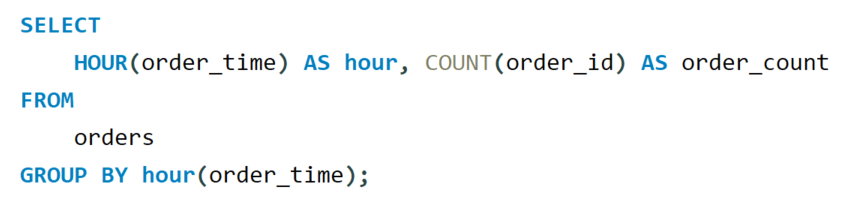 SELECT
HOUR(order_time) AS hour, COUNT(order_id) AS order_count
FROM
orders
GROUP BY hour(order_time);